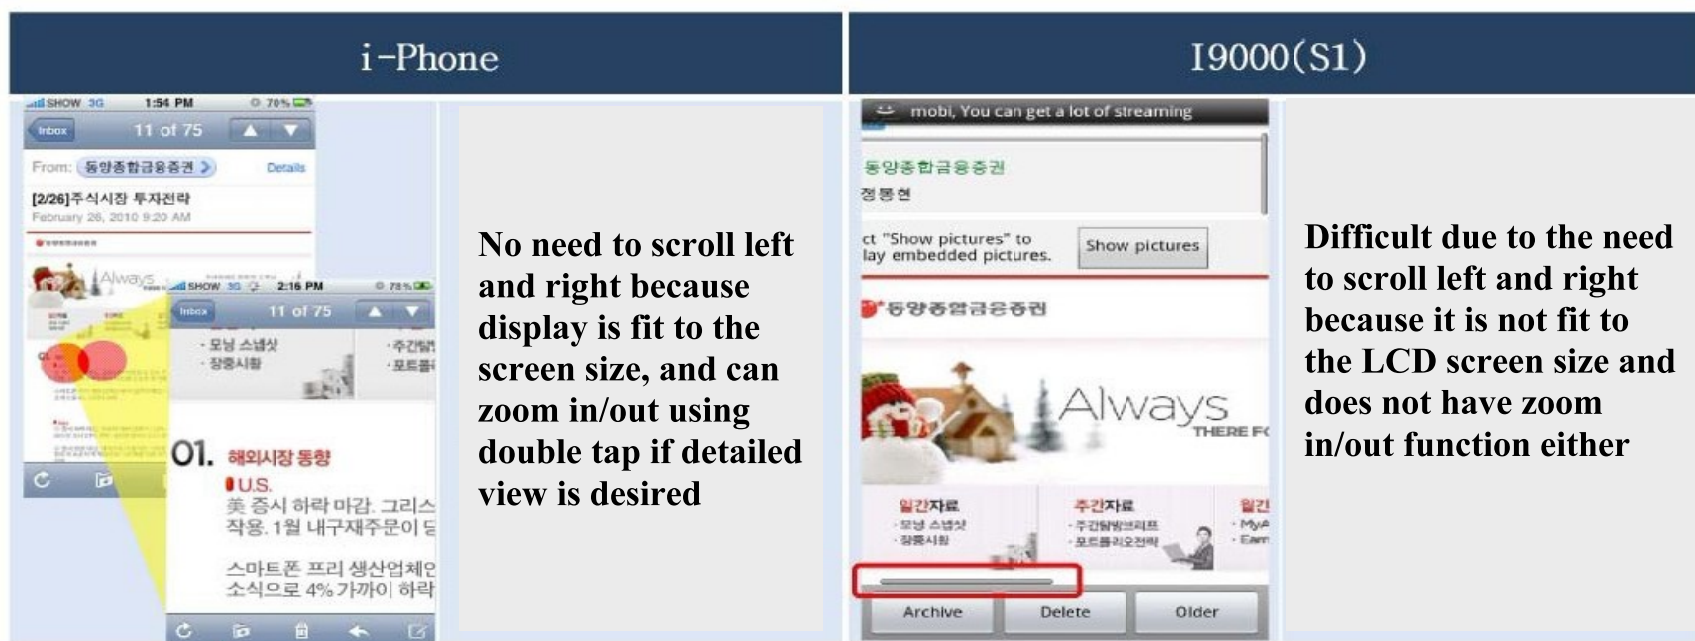 i-Phone
I9000(S1)
SHOW 3G 1:54 PM 70%
Inbox 11 of 75
From: 동양종합금융증권 Details
[2/26]주식시장 투자전략
February 26, 2010 9:20 AM
Always
SHOW 3G 2:16 PM 78%
Inbox 11 of 75
· 모닝 스냅샷
· 장중시황
· 주간탐방
· 포트폴리
01. 해외시장 동향
U.S.
美 증시 하락 마감. 그리스
작용. 1월 내구재주문이 당
스마트폰 프리 생산업체인
소식으로 4% 가까이 하락
No need to scroll left
and right because
display is fit to the
screen size, and can
zoom in/out using
double tap if detailed
view is desired
mobi, You can get a lot of streaming
동양종합금융증권
정봉현
ct "Show pictures" to
lay embedded pictures.
Show pictures
동양종합금융증권
Always
THERE FO
일간자료
· 모닝 스냅샷
· 장중시황
주간자료
· 주간탐방브리프
· 포트폴리오전략
월간
· MyA
· Earn
Archive Delete Older
Difficult due to the need
to scroll left and right
because it is not fit to
the LCD screen size and
does not have zoom
in/out function either